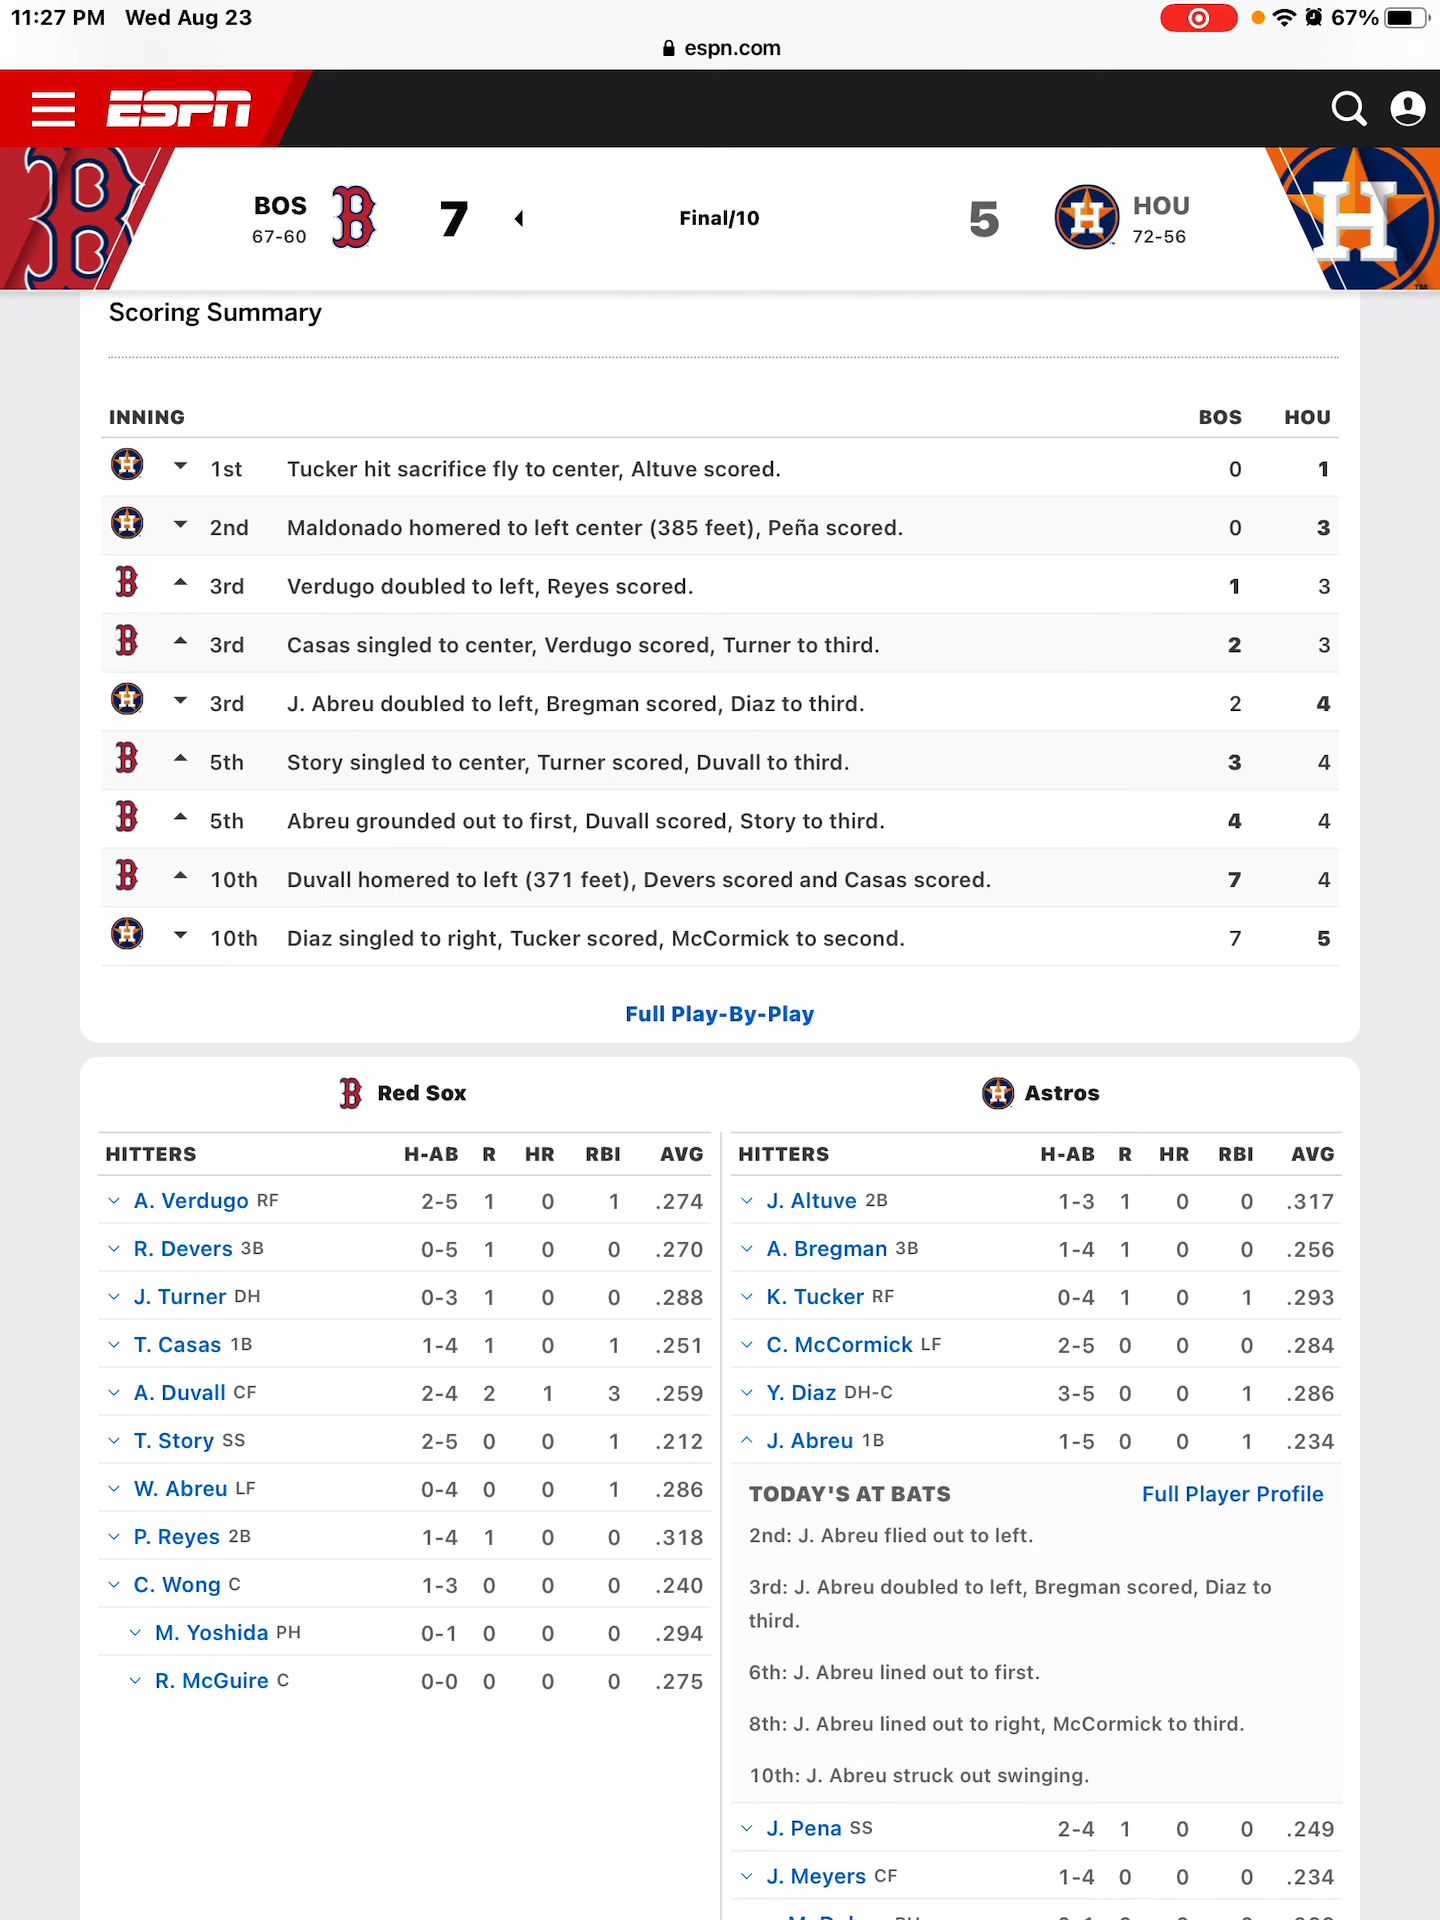 11:27 PM Wed Aug 23 67%
espn.com
ESPN
BOS 7 Final/10 5 HOU
67-60 72-56
Scoring Summary
INNING BOS HOU
1st Tucker hit sacrifice fly to center, Altuve scored. 0 1
2nd Maldonado homered to left center (385 feet), Peña scored. 0 3
3rd Verdugo doubled to left, Reyes scored. 1 3
3rd Casas singled to center, Verdugo scored, Turner to third. 2 3
3rd J. Abreu doubled to left, Bregman scored, Diaz to third. 2 4
5th Story singled to center, Turner scored, Duvall to third. 3 4
5th Abreu grounded out to first, Duvall scored, Story to third. 4 4
10th Duvall homered to left (371 feet), Devers scored and Casas scored. 7 4
10th Diaz singled to right, Tucker scored, McCormick to second. 7 5
Full Play-By-Play
Red Sox
HITTERS H-AB R HR RBI AVG
A. Verdugo RF 2-5 1 0 1 .274
R. Devers 3B 0-5 1 0 0 .270
J. Turner DH 0-3 1 0 0 .288
T. Casas 1B 1-4 1 0 1 .251
A. Duvall CF 2-4 2 1 3 .259
T. Story SS 2-5 0 0 1 .212
W. Abreu LF 0-4 0 0 1 .286
P. Reyes 2B 1-4 1 0 0 .318
C. Wong C 1-3 0 0 0 .240
M. Yoshida PH 0-1 0 0 0 .294
R. McGuire C 0-0 0 0 0 .275
Astros
HITTERS H-AB R HR RBI AVG
J. Altuve 2B 1-3 1 0 0 .317
A. Bregman 3B 1-4 1 0 0 .256
K. Tucker RF 0-4 1 0 1 .293
C. McCormick LF 2-5 0 0 0 .284
Y. Diaz DH-C 3-5 0 0 1 .286
J. Abreu 1B 1-5 0 0 1 .234
TODAY'S AT BATS Full Player Profile
2nd: J. Abreu flied out to left.
3rd: J. Abreu doubled to left, Bregman scored, Diaz to
third.
6th: J. Abreu lined out to first.
8th: J. Abreu lined out to right, McCormick to third.
10th: J. Abreu struck out swinging.
J. Pena SS 2-4 1 0 0 .249
J. Meyers CF 1-4 0 0 0 .234